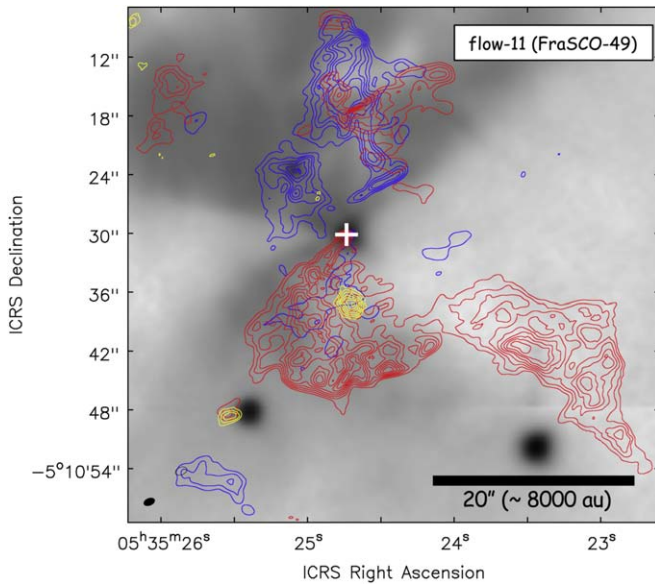 flow-11 (FraSCO-49)
12''
18''
24''
30''
36''
42''
48''
-5°10'54''
ICRS Declination
20" (~ 8000 au)
05ʰ35ᵐ26ˢ
25ˢ
24ˢ
23ˢ
ICRS Right Ascension